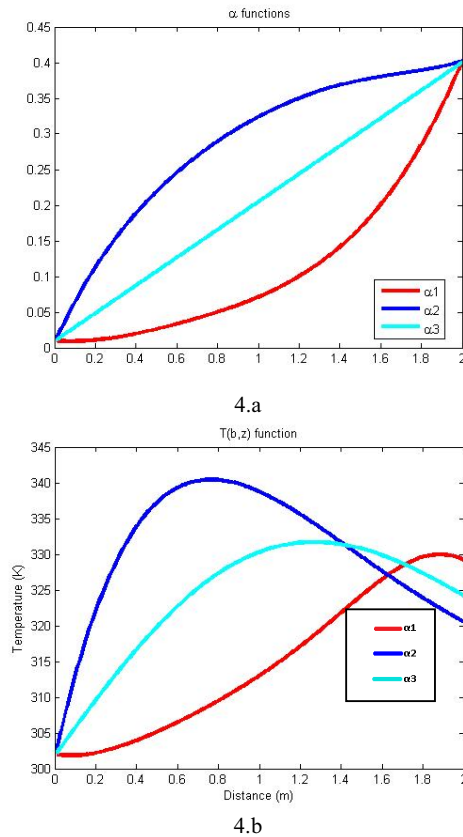 α functions
0.45
0.4
0.35
0.3
0.25
0.2
0.15
0.1
0.05
0
α1
α2
α3
0 0.2 0.4 0.6 0.8 1 1.2 1.4 1.6 1.8 2
4.a
T(b,z) function
345
340
335
330
325
320
315
310
305
300
Temperature (K)
α1
α2
α3
0 0.2 0.4 0.6 0.8 1 1.2 1.4 1.6 1.8 2
Distance (m)
4.b